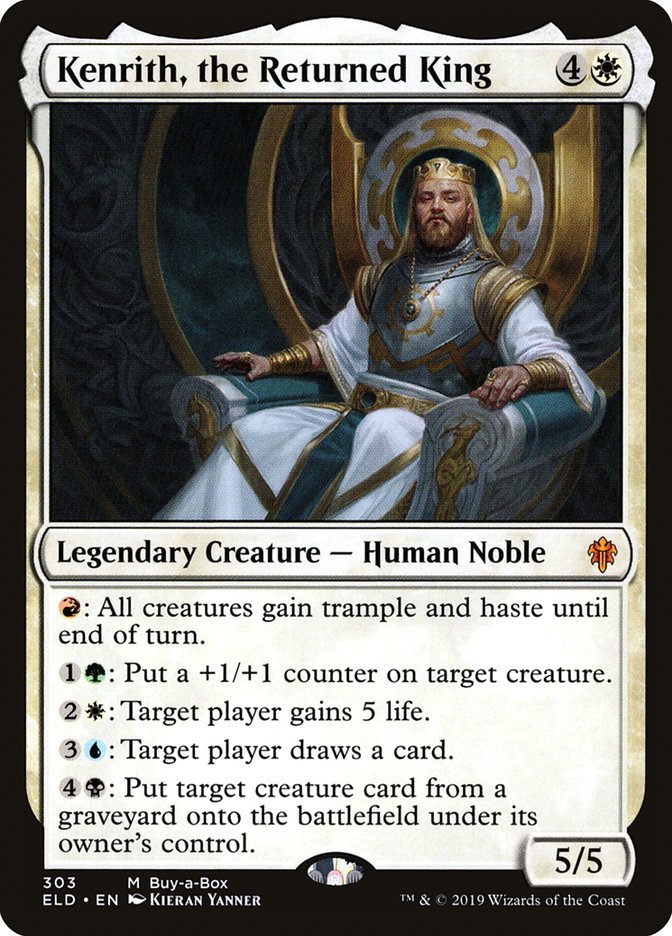 Kenrith, the Returned King 4
Legendary Creature — Human Noble
: All creatures gain trample and haste until
end of turn.
1 : Put a +1/+1 counter on target creature.
2 : Target player gains 5 life.
3 : Target player draws a card.
4 : Put target creature card from a
graveyard onto the battlefield under its
owner's control.
5/5
303 M Buy-a-Box
ELD • EN Kieran Yanner
™ & © 2019 Wizards of the Coast